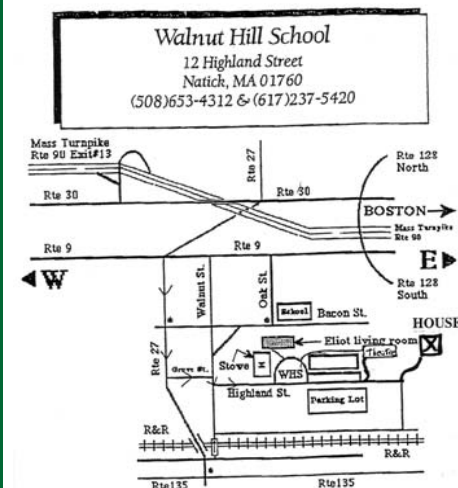 Walnut Hill School
12 Highland Street
Natick, MA 01760
(508)653-4312 & (617)237-5420
Mass Turnpike
Rte 90 Exit#13
Rte 27
Rte 128
North
Rte 30
Rte 30
BOSTON
Mass Turnpike
Rte 90
Rte 9
Rte 9
W
E
Walnut St.
Oak St.
Rte 128
South
School
Bacon St.
HOUSE
Eliot living room
Theater
Rte 27
Stowe
H
WHS
Grove St.
Highland St.
Parking Lot
R&R
R&R
Rte135
Rte135